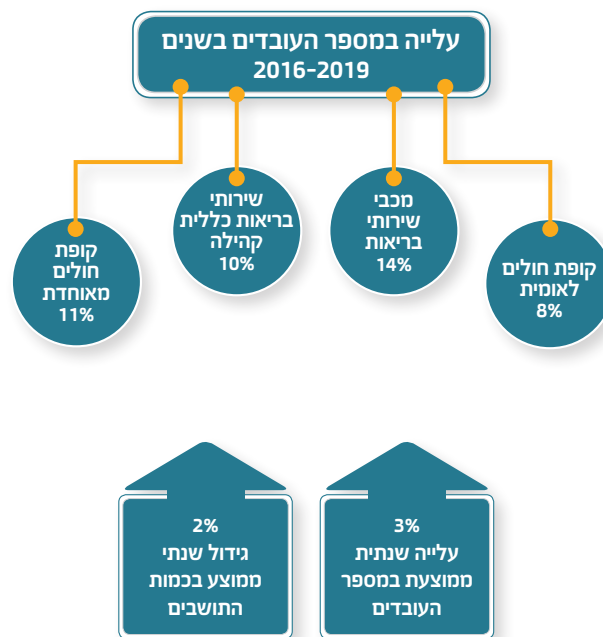 עלייה במספר העובדים בשנים
2016-2019
קופת חולים
לאומית
8%
מכבי
שירותי
בריאות
14%
שירותי
בריאות כללית
קהילה
10%
קופת
חולים
מאוחדת
11%
3%
עלייה שנתית
ממוצעת במספר
העובדים
2%
גידול שנתי
ממוצע בכמות
התושבים